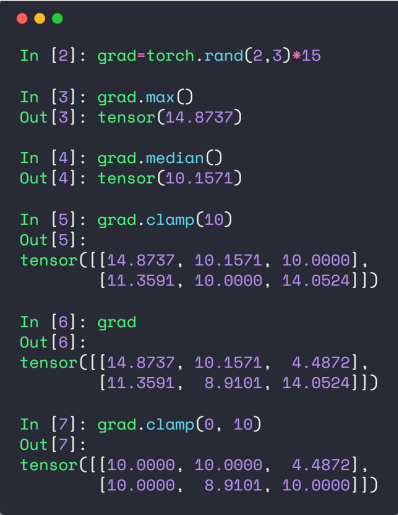 In [2]: grad=torch.rand(2,3)*15
In [3]: grad.max()
Out[3]: tensor(14.8737)
In [4]: grad.median()
Out[4]: tensor(10.1571)
In [5]: grad.clamp(10)
Out[5]:
tensor([[14.8737, 10.1571, 10.0000],
[11.3591, 10.0000, 14.0524]])
In [6]: grad
Out[6]:
tensor([[14.8737, 10.1571, 4.4872],
[11.3591, 8.9101, 14.0524]])
In [7]: grad.clamp(0, 10)
Out[7]:
tensor([[10.0000, 10.0000, 4.4872],
[10.0000, 8.9101, 10.0000]])